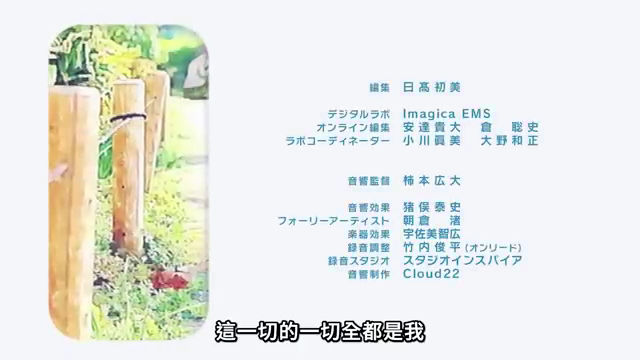 編集 日髙初美
デジタルラボ Imagica EMS
オンライン編集 安達貴大 倉 聡史
ラボコーディネーター 小川眞美 大野和正
音響監督 柿本広大
音響効果 猪俣泰史
フォーリーアーティスト 朝倉 渚
楽器効果 宇佐美智広
録音調整 竹内俊平(オンリード)
録音スタジオ スタジオインスパイア
音響制作 Cloud22
這一切的一切全都是我